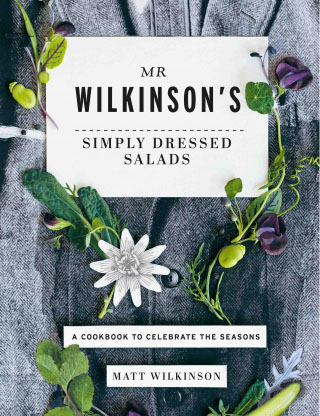 MR
WILKINSON'S
SIMPLY DRESSED
SALADS
A COOKBOOK TO CELEBRATE THE SEASONS
MATT WILKINSON